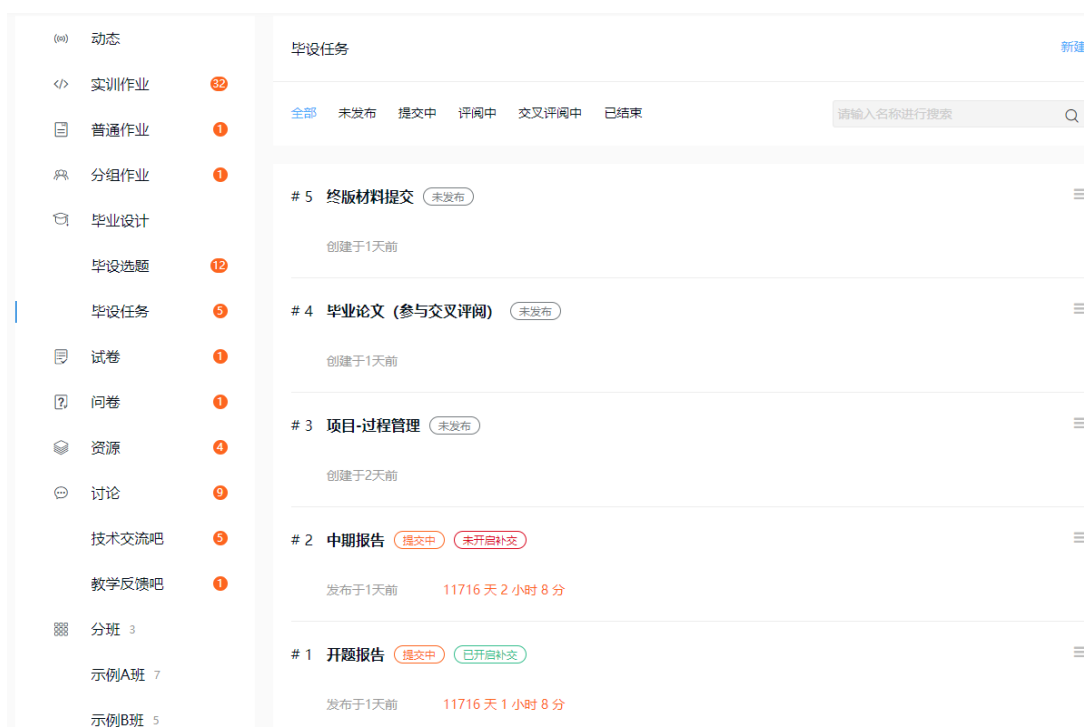 动态
实训作业 32
普通作业 1
分组作业 1
毕业设计
毕设选题 12
毕设任务 5
试卷 1
问卷 1
资源 4
讨论 9
技术交流吧 5
教学反馈吧 1
分班 3
示例A班 7
示例B班 5
毕设任务 新建
全部 未发布 提交中 评阅中 交叉评阅中 已结束 请输入名称进行搜索
# 5 终版材料提交 未发布
创建于1天前
# 4 毕业论文（参与交叉评阅） 未发布
创建于1天前
# 3 项目-过程管理 未发布
创建于2天前
# 2 中期报告 提交中 未开启补交
发布于1天前 11716 天 2 小时 8 分
# 1 开题报告 提交中 已开启补交
发布于1天前 11716 天 1 小时 8 分